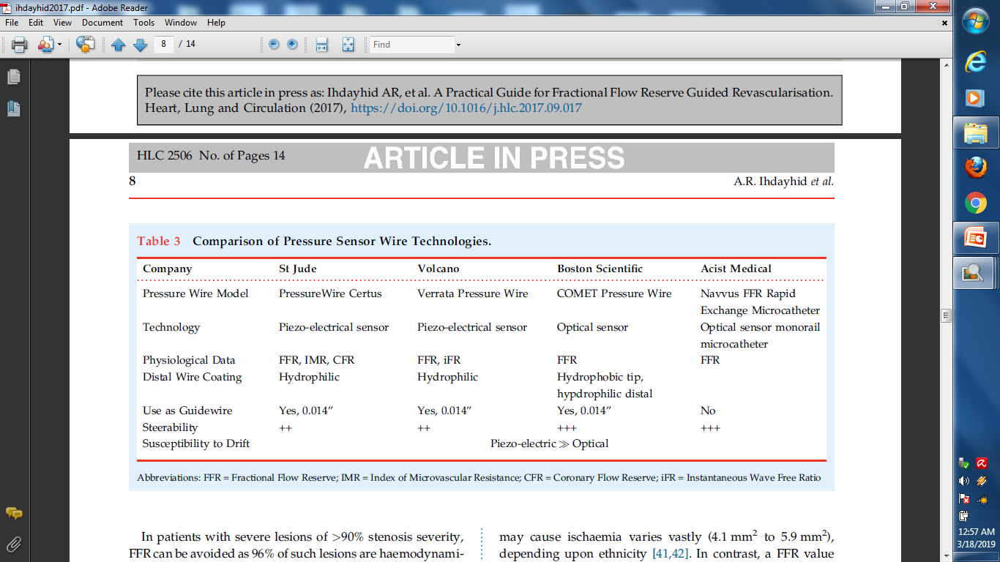 ihdayhid2017.pdf - Adobe Reader
File Edit View Document Tools Window Help
8 / 14 Find
Please cite this article in press as: Ihdayhid AR, et al. A Practical Guide for Fractional Flow Reserve Guided Revascularisation.
Heart, Lung and Circulation (2017), https://doi.org/10.1016/j.hlc.2017.09.017
HLC 2506 No. of Pages 14 ARTICLE IN PRESS
8 A.R. Ihdayhid et al.
Table 3 Comparison of Pressure Sensor Wire Technologies.
Company St Jude Volcano Boston Scientific Acist Medical
Pressure Wire Model PressureWire Certus Verrata Pressure Wire COMET Pressure Wire Navvus FFR Rapid
Exchange Microcatheter
Technology Piezo-electrical sensor Piezo-electrical sensor Optical sensor Optical sensor monorail
microcatheter
Physiological Data FFR, IMR, CFR FFR, iFR FFR FFR
Distal Wire Coating Hydrophilic Hydrophilic Hydrophobic tip,
hypdrophilic distal
Use as Guidewire Yes, 0.014″ Yes, 0.014″ Yes, 0.014″ No
Steerability ++ ++ +++ +++
Susceptibility to Drift Piezo-electric ≫ Optical
Abbreviations: FFR = Fractional Flow Reserve; IMR = Index of Microvascular Resistance; CFR = Coronary Flow Reserve; iFR = Instantaneous Wave Free Ratio
In patients with severe lesions of >90% stenosis severity,
FFR can be avoided as 96% of such lesions are haemodynami-
may cause ischaemia varies vastly (4.1 mm² to 5.9 mm²),
depending upon ethnicity [41,42]. In contrast, a FFR value
12:57 AM
3/18/2019